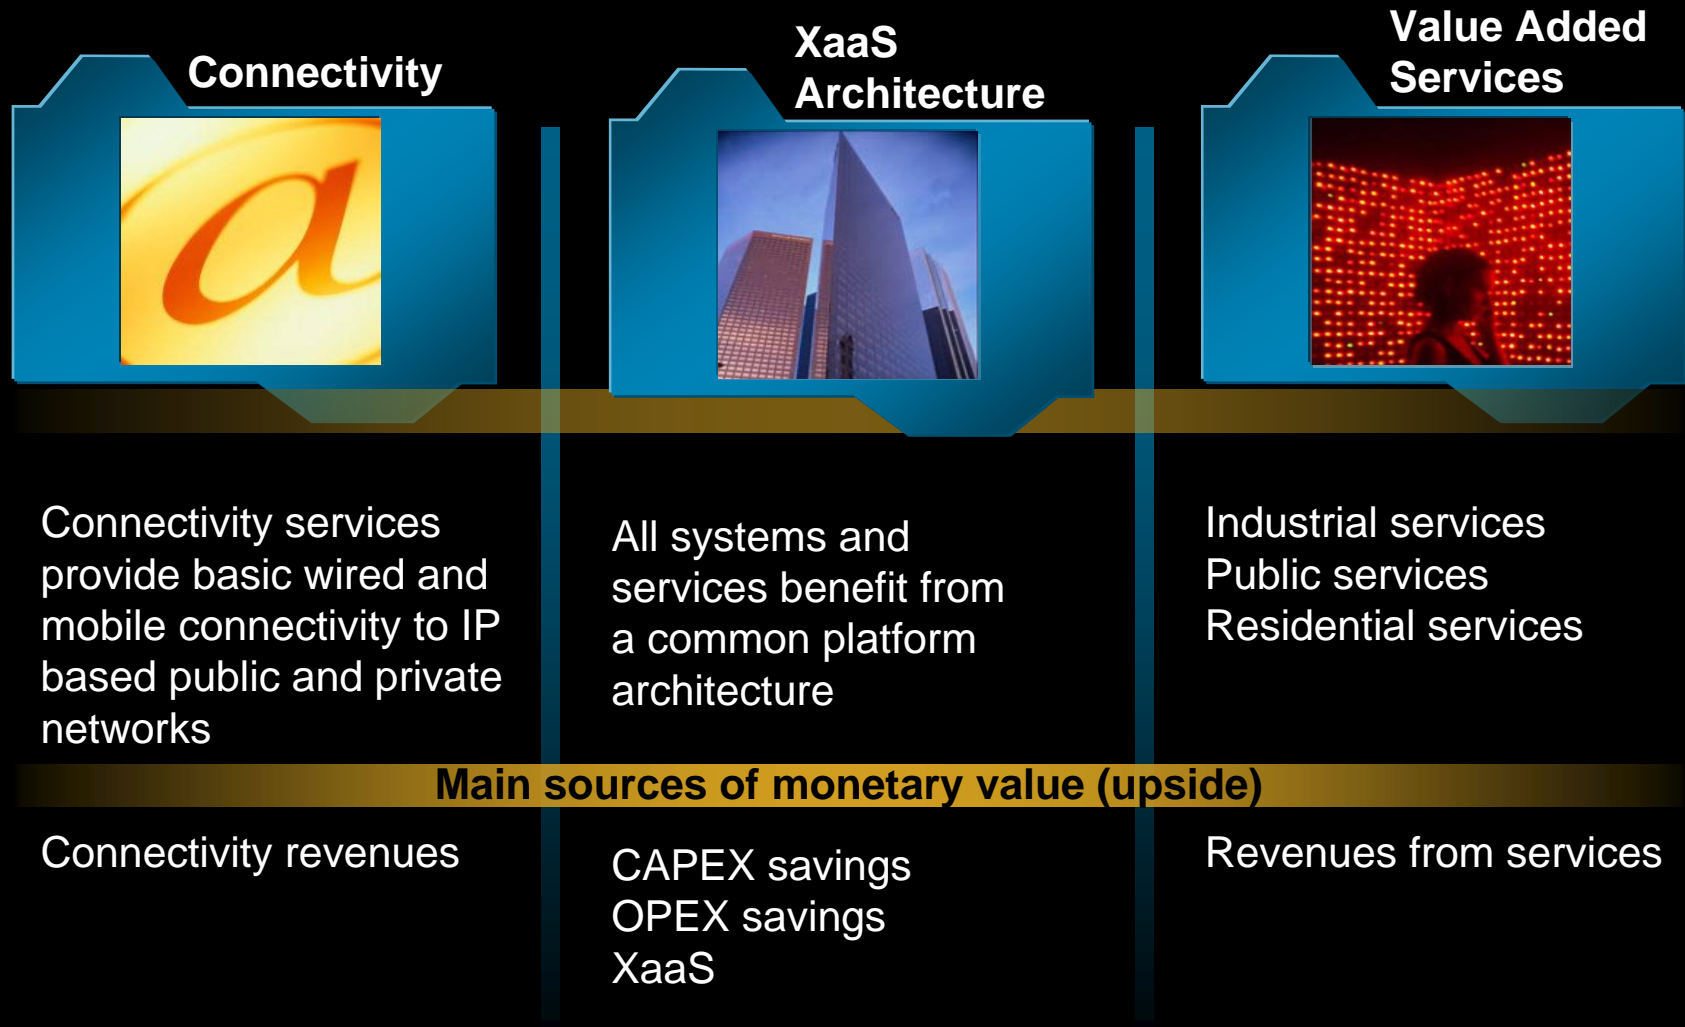 Connectivity
XaaS
Architecture
Value Added
Services
Connectivity services
provide basic wired and
mobile connectivity to IP
based public and private
networks
All systems and
services benefit from
a common platform
architecture
Industrial services
Public services
Residential services
Main sources of monetary value (upside)
Connectivity revenues
CAPEX savings
OPEX savings
XaaS
Revenues from services